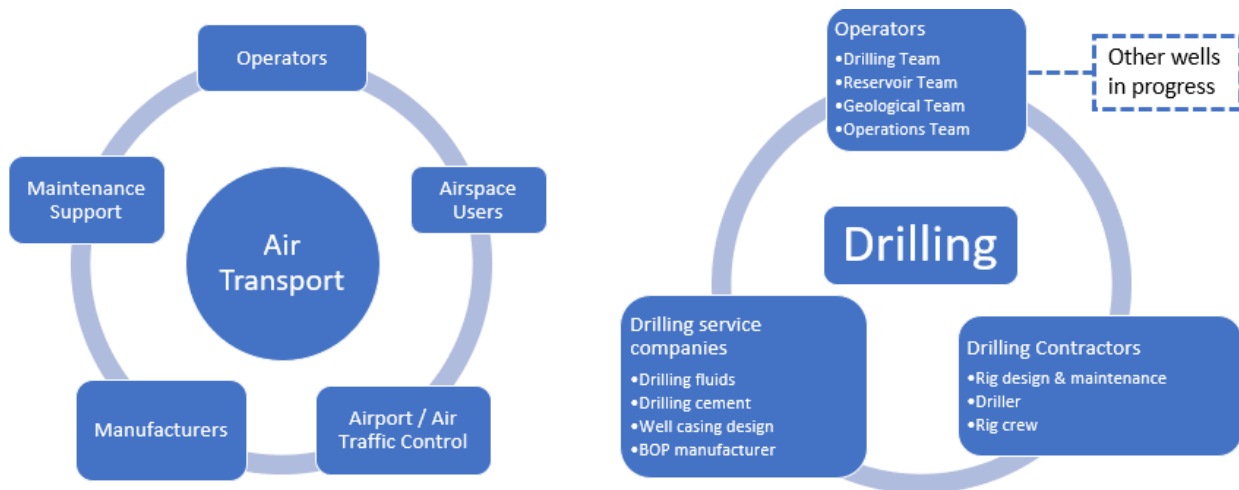 Operators
Maintenance
Support
Airspace
Users
Air
Transport
Manufacturers
Airport / Air
Traffic Control
Operators
•Drilling Team
•Reservoir Team
•Geological Team
•Operations Team
Other wells
in progress
Drilling
Drilling service
companies
•Drilling fluids
•Drilling cement
•Well casing design
•BOP manufacturer
Drilling Contractors
•Rig design & maintenance
•Driller
•Rig crew